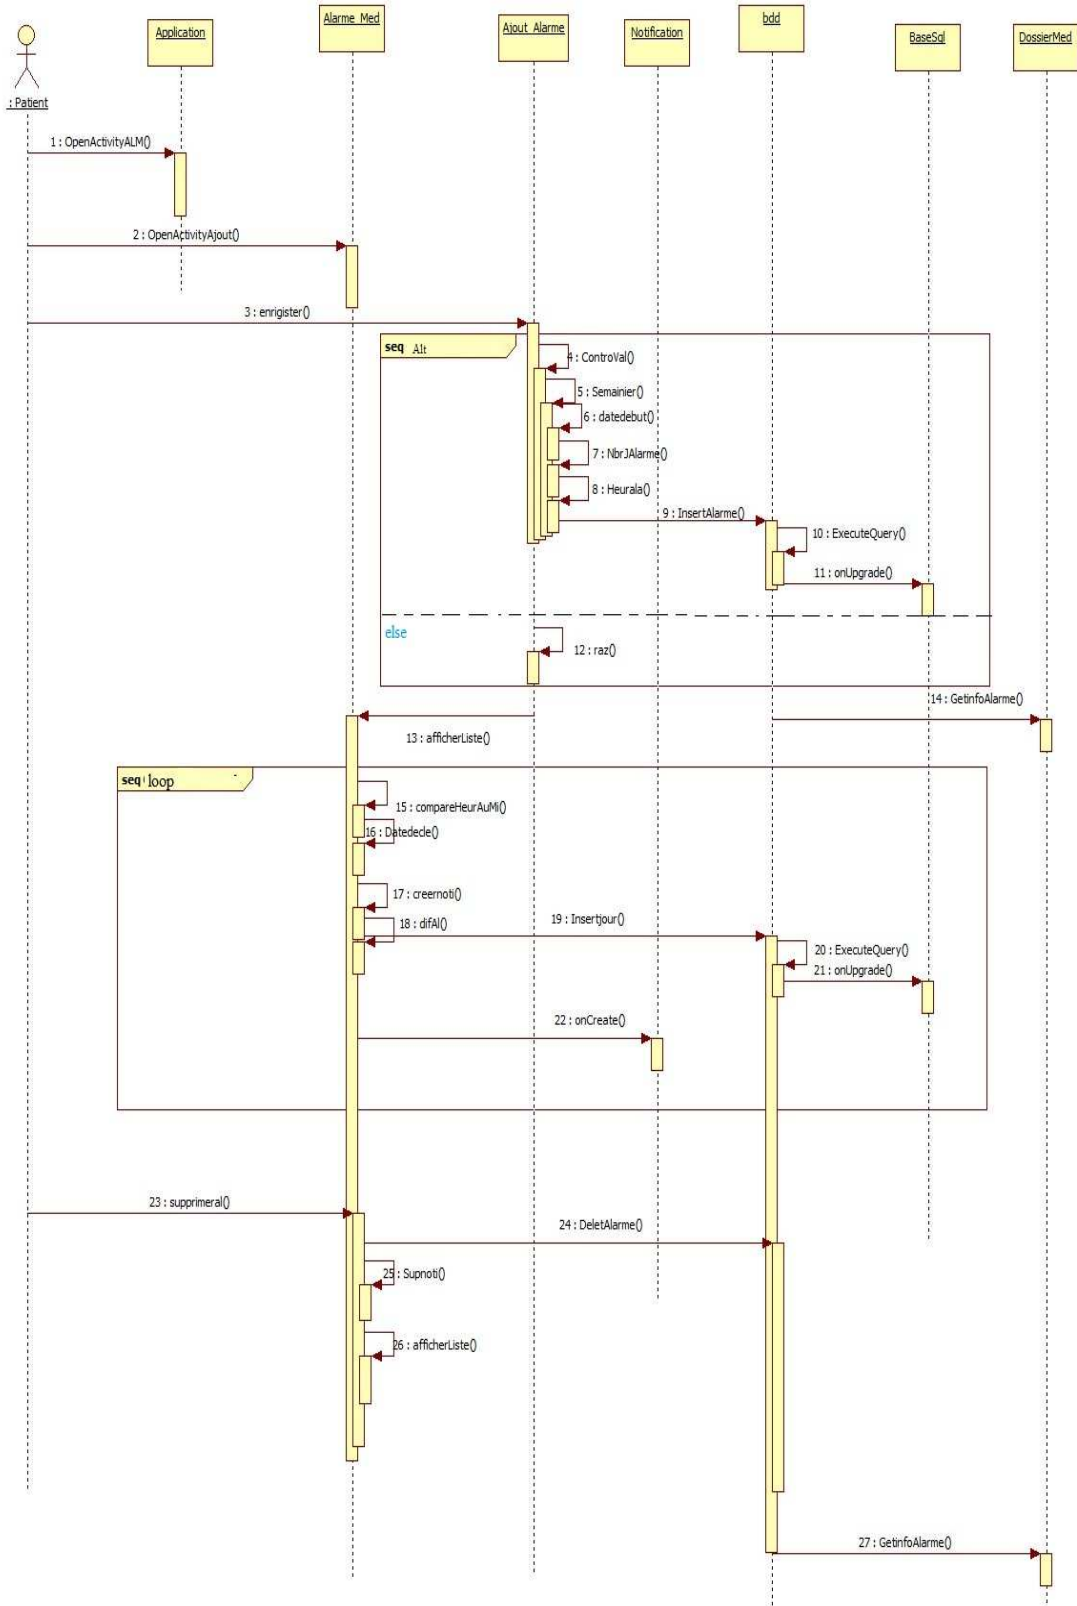 Alarme_Med
Application
Ajout_Alarme
Notification
bdd
BaseSql
DossierMed
: Patient
1 : OpenActivityALM()
2 : OpenActivityAjout()
3 : enrigister()
seq Alt
4 : ControVal()
5 : Semainier()
6 : datedebut()
7 : NbrJAlarme()
8 : Heurala()
9 : InsertAlarme()
10 : ExecuteQuery()
11 : onUpgrade()
else
12 : raz()
14 : GetinfoAlarme()
13 : afficherListe()
seq loop
15 : compareHeurAuMi()
16 : Datedecle()
17 : creernoti()
18 : difAl()
19 : Insertjour()
20 : ExecuteQuery()
21 : onUpgrade()
22 : onCreate()
23 : supprimeral()
24 : DeletAlarme()
25 : Supnoti()
26 : afficherListe()
27 : GetinfoAlarme()